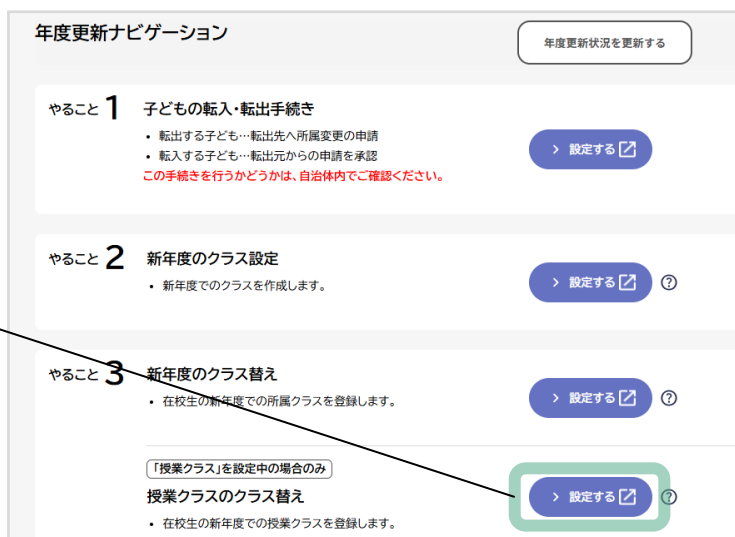 年度更新ナビゲーション
年度更新状況を更新する
やること 1 子どもの転入・転出手続き
• 転出する子ども…転出先へ所属変更の申請
• 転入する子ども…転出元からの申請を承認
この手続きを行うかどうかは、自治体内でご確認ください。
> 設定する
やること 2 新年度のクラス設定
• 新年度でのクラスを作成します。
> 設定する ?
やること 3 新年度のクラス替え
• 在校生の新年度での所属クラスを登録します。
> 設定する ?
「授業クラス」を設定中の場合のみ
授業クラスのクラス替え
• 在校生の新年度での授業クラスを登録します。
> 設定する ?